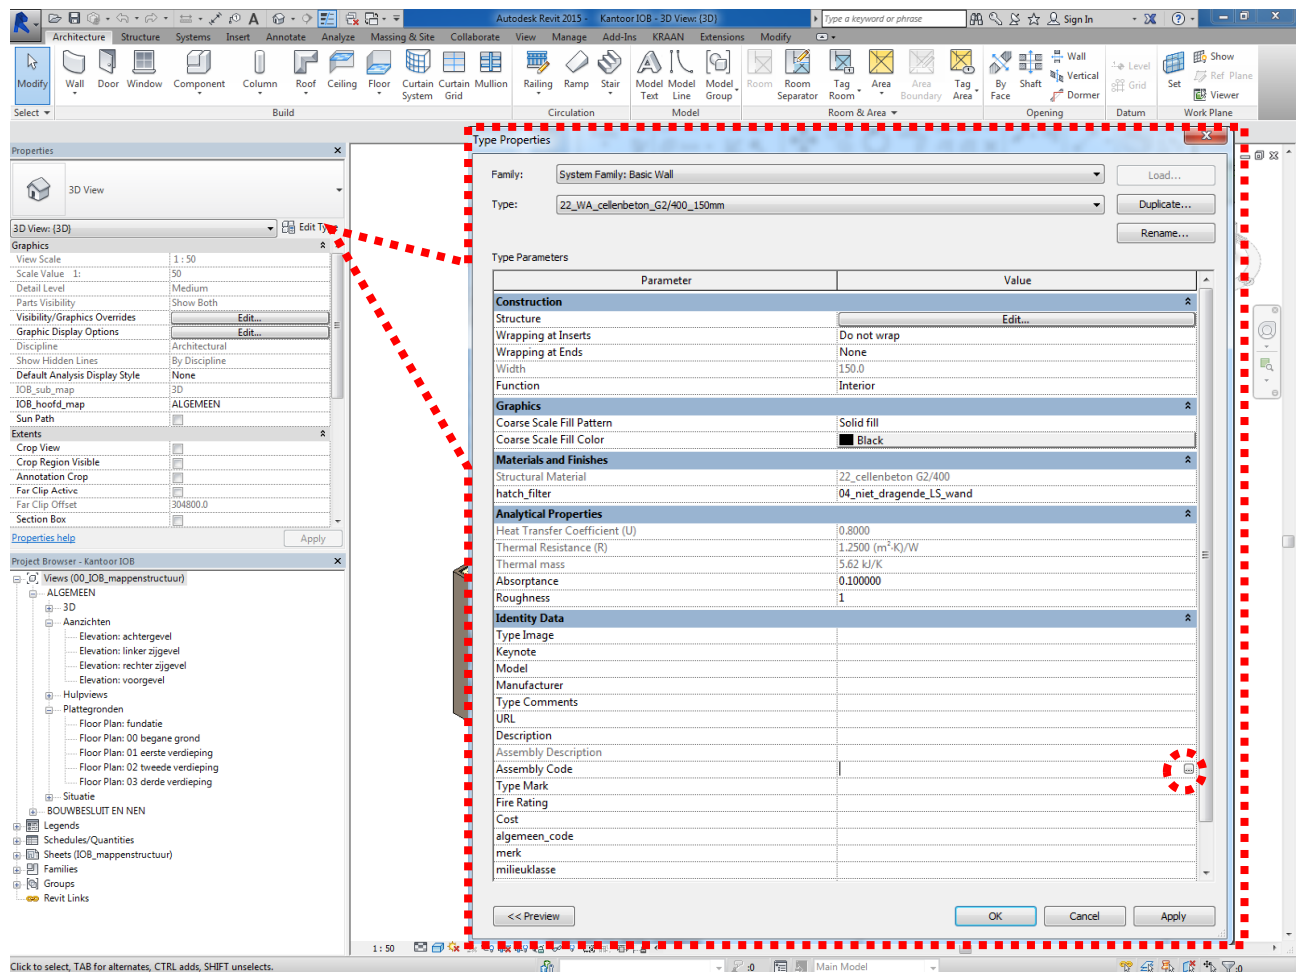 Autodesk Revit 2015 - Kantoor IOB - 3D View: {3D}
Type a keyword or phrase
Sign In
Architecture Structure Systems Insert Annotate Analyze Massing & Site Collaborate View Manage Add-Ins KRAAN Extensions Modify
Modify Wall Door Window Component Column Roof Ceiling Floor Curtain System Curtain Grid Mullion Railing Ramp Stair Model Text Model Line Model Group Room Room Separator Tag Room Area Area Boundary Tag Area By Face Shaft Wall Vertical Dormer Level Grid Set Show Ref Plane Viewer
Select Build Circulation Model Room & Area Opening Datum Work Plane
Properties
3D View
3D View: {3D}
Edit Ty
Graphics
View Scale 1 : 50
Scale Value 1: 50
Detail Level Medium
Parts Visibility Show Both
Visibility/Graphics Overrides Edit...
Graphic Display Options Edit...
Discipline Architectural
Show Hidden Lines By Discipline
Default Analysis Display Style None
IOB_sub_map 3D
IOB_hoofd_map ALGEMEEN
Sun Path
Extents
Crop View
Crop Region Visible
Annotation Crop
Far Clip Active
Far Clip Offset 304800.0
Section Box
Properties help Apply
Project Browser - Kantoor IOB
Views (00_IOB_mappenstructuur)
ALGEMEEN
3D
Aanzichten
Elevation: achtergevel
Elevation: linker zijgevel
Elevation: rechter zijgevel
Elevation: voorgevel
Hulpviews
Plattegronden
Floor Plan: fundatie
Floor Plan: 00 begane grond
Floor Plan: 01 eerste verdieping
Floor Plan: 02 tweede verdieping
Floor Plan: 03 derde verdieping
Situatie
BOUWBESLUIT EN NEN
Legends
Schedules/Quantities
Sheets (IOB_mappenstructuur)
Families
Groups
Revit Links
Type Properties
Family: System Family: Basic Wall Load...
Type: 22_WA_cellenbeton_G2/400_150mm Duplicate...
Rename...
Type Parameters
Parameter Value
Construction
Structure Edit...
Wrapping at Inserts Do not wrap
Wrapping at Ends None
Width 150.0
Function Interior
Graphics
Coarse Scale Fill Pattern Solid fill
Coarse Scale Fill Color Black
Materials and Finishes
Structural Material 22_cellenbeton G2/400
hatch_filter 04_niet_dragende_LS_wand
Analytical Properties
Heat Transfer Coefficient (U) 0.8000
Thermal Resistance (R) 1.2500 (m²·K)/W
Thermal mass 5.62 kJ/K
Absorptance 0.100000
Roughness 1
Identity Data
Type Image
Keynote
Model
Manufacturer
Type Comments
URL
Description
Assembly Description
Assembly Code
Type Mark
Fire Rating
Cost
algemeen_code
merk
milieuklasse
<< Preview OK Cancel Apply
1 : 50
Click to select, TAB for alternates, CTRL adds, SHIFT unselects.
:0 Main Model :0